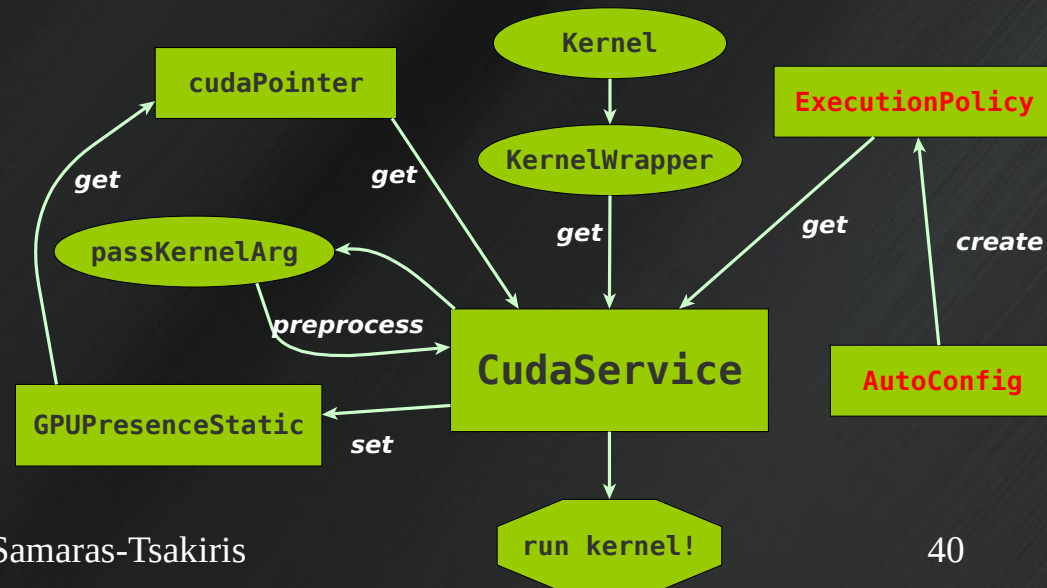 Kernel
cudaPointer
ExecutionPolicy
KernelWrapper
get
get
get
get
create
passKernelArg
preprocess
CudaService
AutoConfig
GPUPresenceStatic
set
run kernel!
Samaras-Tsakiris
40